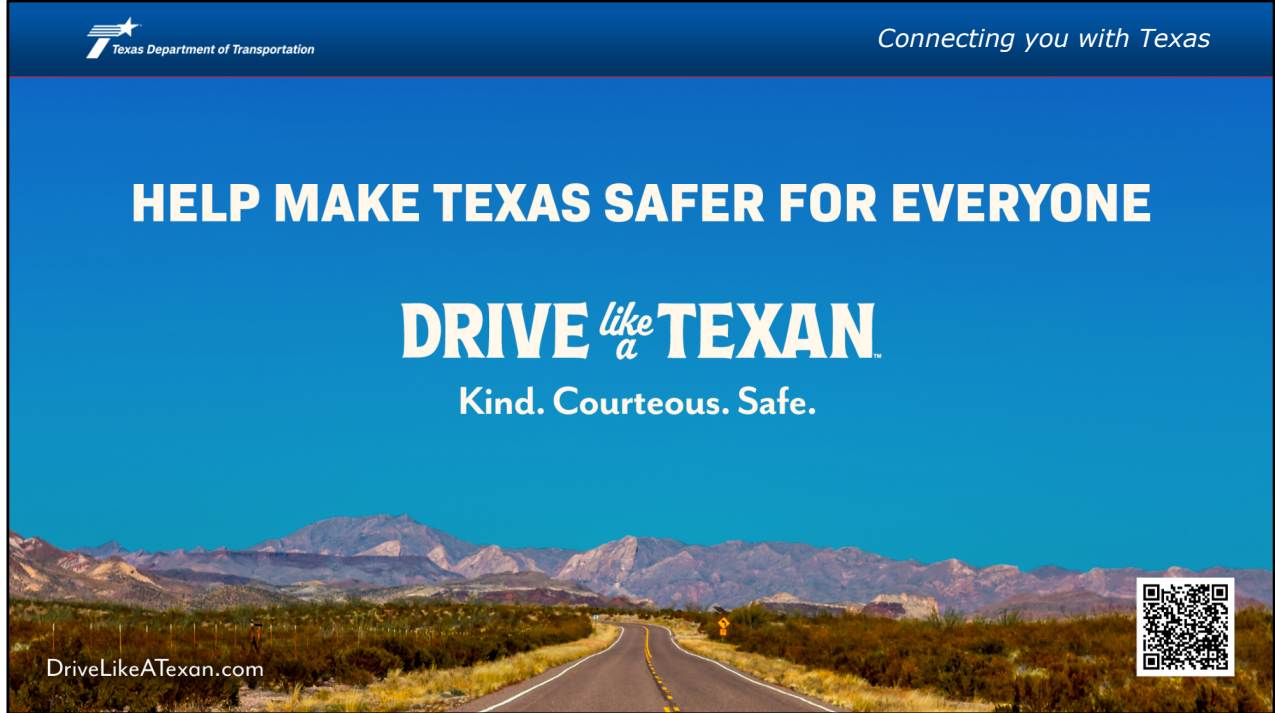 Texas Department of Transportation
Connecting you with Texas
HELP MAKE TEXAS SAFER FOR EVERYONE
DRIVE like a TEXAN™
Kind. Courteous. Safe.
DriveLikeATexan.com